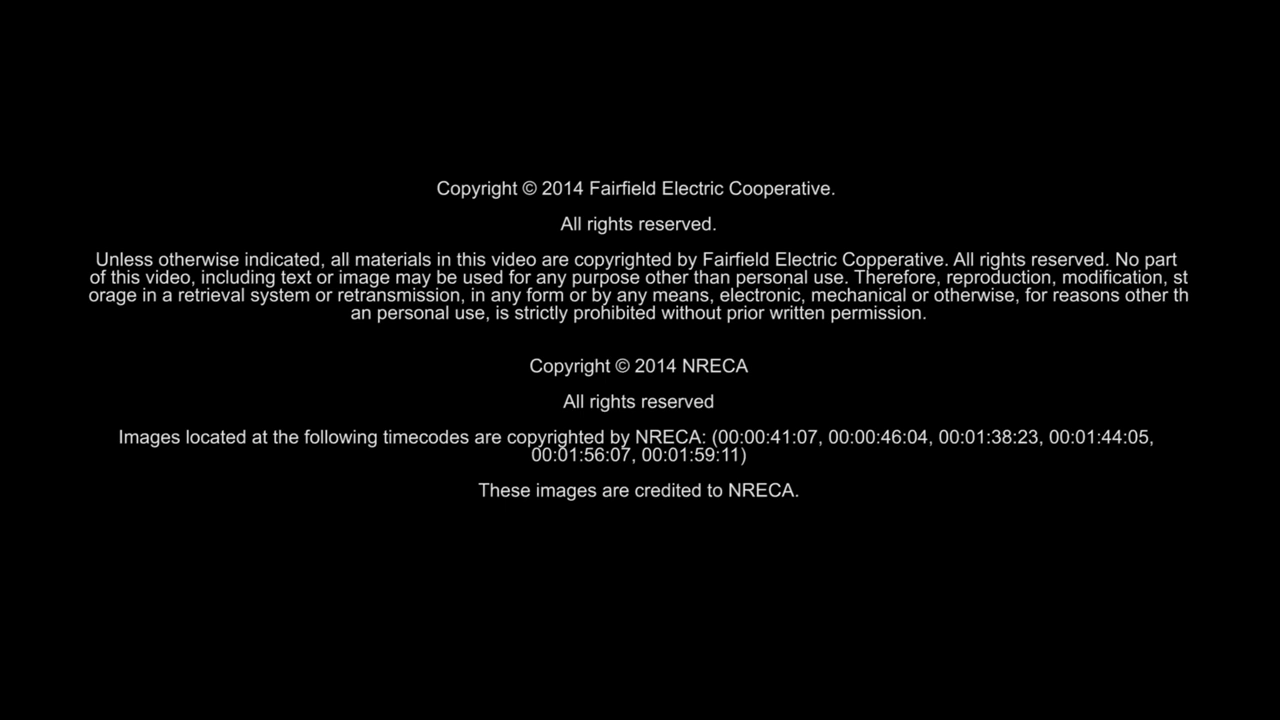 Copyright © 2014 Fairfield Electric Cooperative.
All rights reserved.
Unless otherwise indicated, all materials in this video are copyrighted by Fairfield Electric Copperative. All rights reserved. No part
of this video, including text or image may be used for any purpose other than personal use. Therefore, reproduction, modification, st
orage in a retrieval system or retransmission, in any form or by any means, electronic, mechanical or otherwise, for reasons other th
an personal use, is strictly prohibited without prior written permission.
Copyright © 2014 NRECA
All rights reserved
Images located at the following timecodes are copyrighted by NRECA: (00:00:41:07, 00:00:46:04, 00:01:38:23, 00:01:44:05,
00:01:56:07, 00:01:59:11)
These images are credited to NRECA.